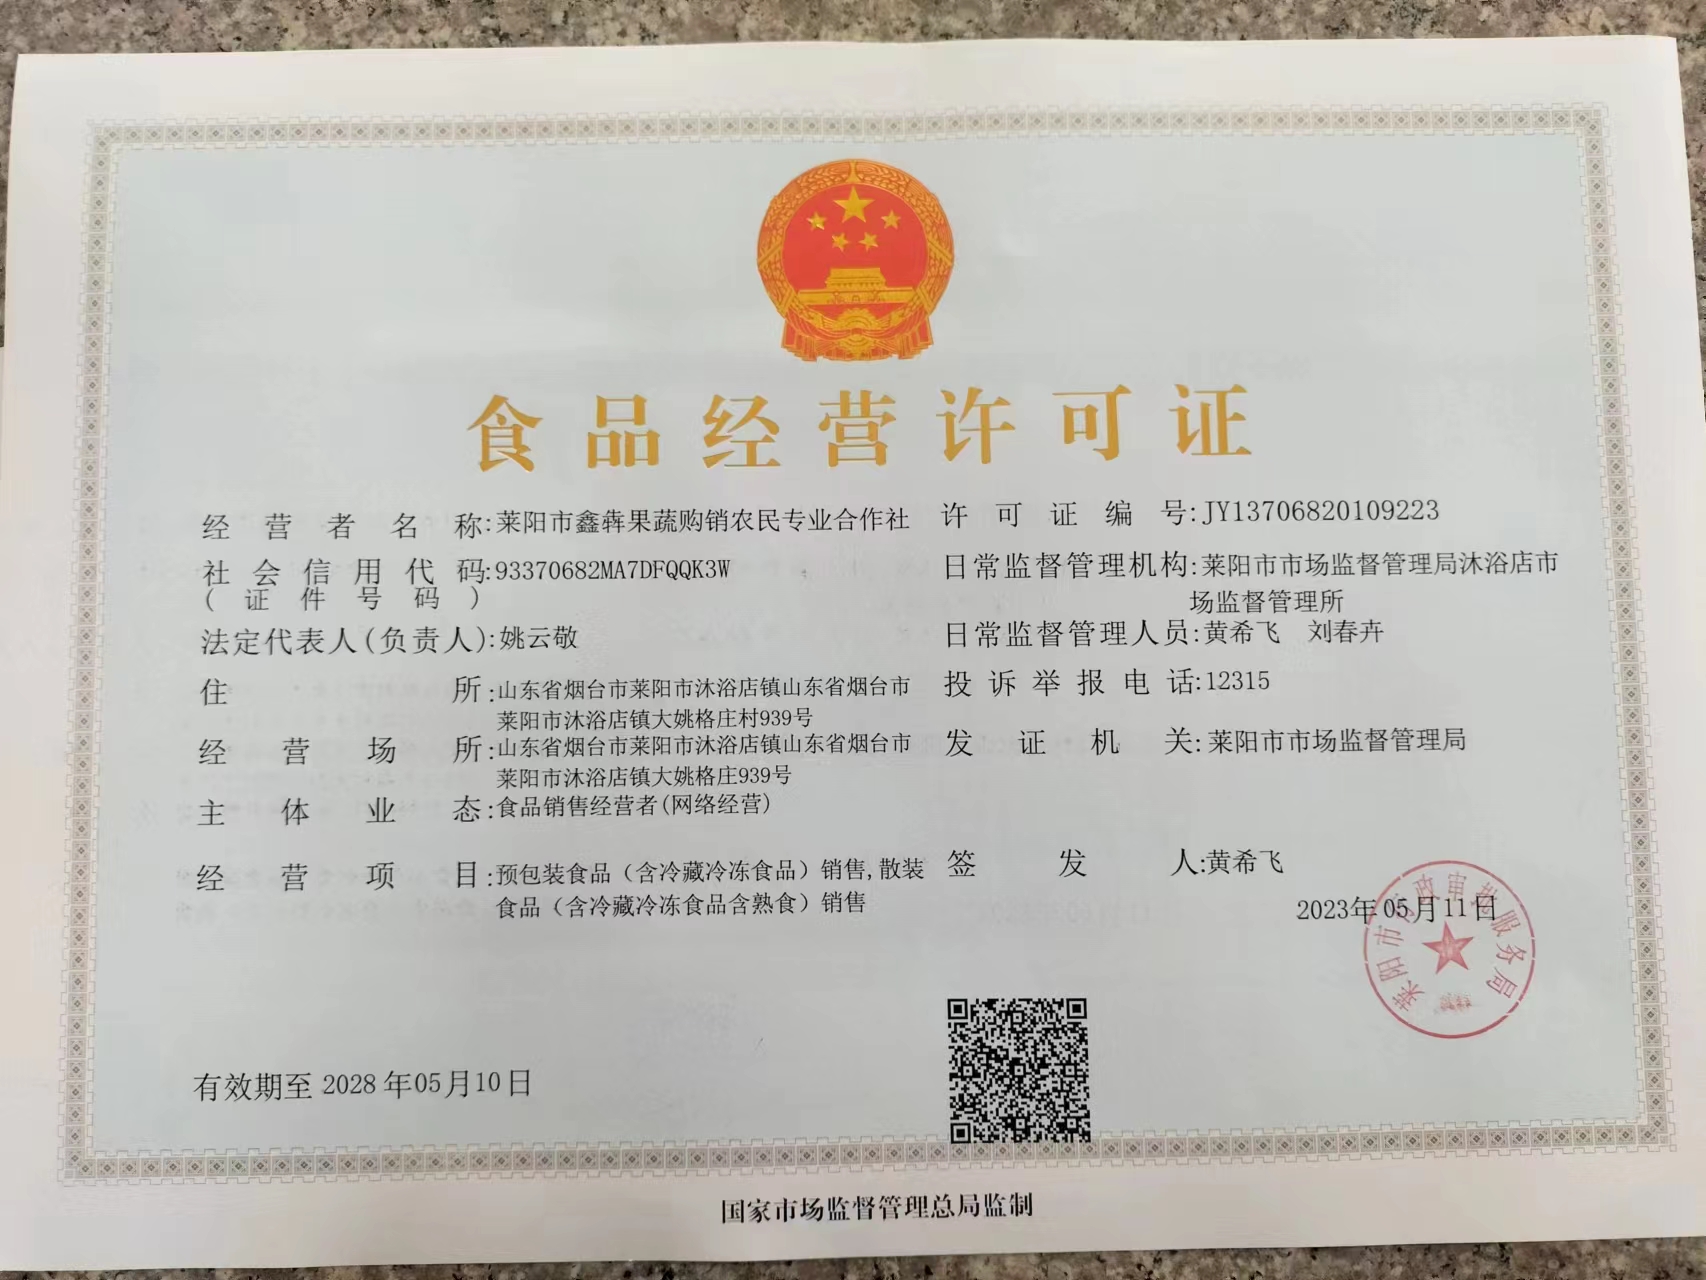 食品经营许可证
经营者名称:莱阳市鑫犇果蔬购销农民专业合作社
社会信用代码:93370682MA7DFQQK3W
(证件号码)
法定代表人(负责人):姚云敬
住所:山东省烟台市莱阳市沐浴店镇山东省烟台市
莱阳市沐浴店镇大姚格庄村939号
经营场所:山东省烟台市莱阳市沐浴店镇山东省烟台市
莱阳市沐浴店镇大姚格庄939号
主体业态:食品销售经营者(网络经营)
经营项目:预包装食品（含冷藏冷冻食品）销售,散装
食品（含冷藏冷冻食品含熟食）销售
许可证编号:JY13706820109223
日常监督管理机构:莱阳市市场监督管理局沐浴店市
场监督管理所
日常监督管理人员:黄希飞 刘春卉
投诉举报电话:12315
发证机关:莱阳市市场监督管理局
签发人:黄希飞
2023年05月11日
莱阳市行政审批服务局
有效期至 2028年05月10日
国家市场监督管理总局监制